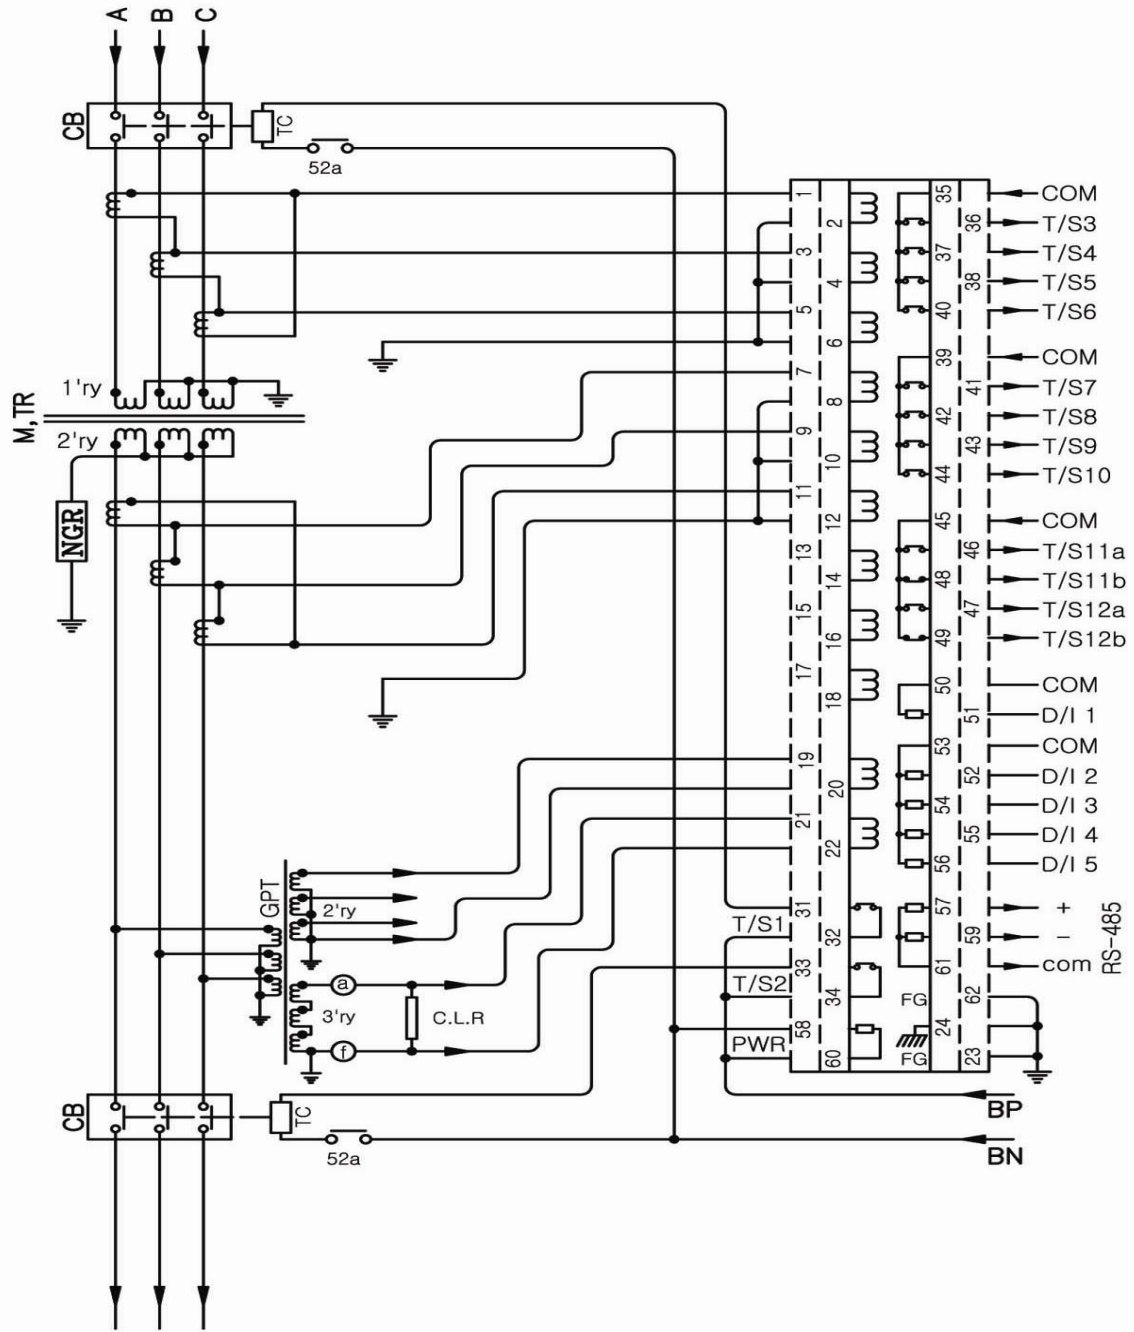 A B C
CB
TC
52a
1 2 3 4 5 6 7 8 9 10 11 12 13 14 15 16 17 18 19 20 21 22 31 32 33 34 58 60
35 36 37 38 40 39 41 42 43 44 45 46 48 47 49 50 51 53 52 54 55 56 57 59 61 62 24 23
COM
T/S3
T/S4
T/S5
T/S6
COM
T/S7
T/S8
T/S9
T/S10
COM
T/S11a
T/S11b
T/S12a
T/S12b
COM
D/I 1
COM
D/I 2
D/I 3
D/I 4
D/I 5
+
−
com
RS-485
M,TR
1'ry
2'ry
NGR
GPT
2'ry
3'ry
a
f
C.L.R
T/S1
T/S2
PWR
FG
FG
CB
TC
52a
BP
BN